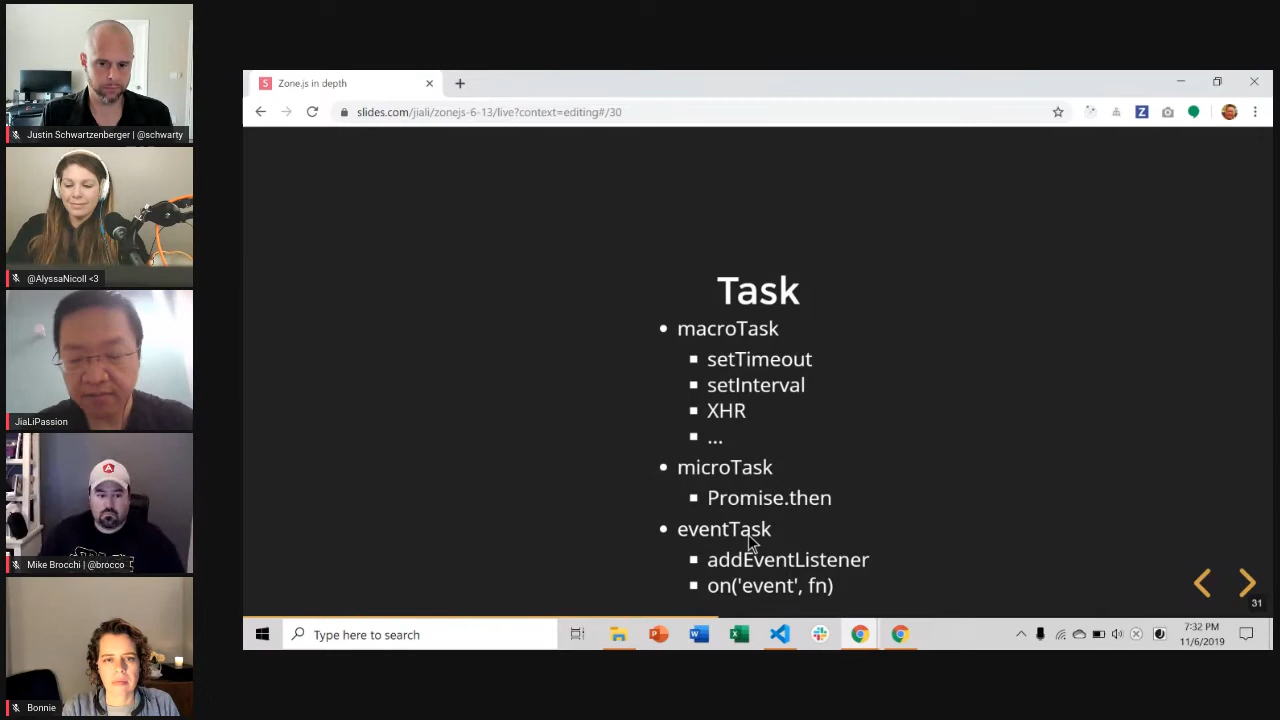 Justin Schwartzenberger | @schwarty
@AlyssaNicoll <3
JiaLiPassion
Mike Brocchi | @brocco
Bonnie
Zone.js in depth
slides.com/jiali/zonejs-6-13/live?context=editing#/30
Task
macroTask
setTimeout
setInterval
XHR
...
microTask
Promise.then
eventTask
addEventListener
on('event', fn)
31
Type here to search
7:32 PM
11/6/2019